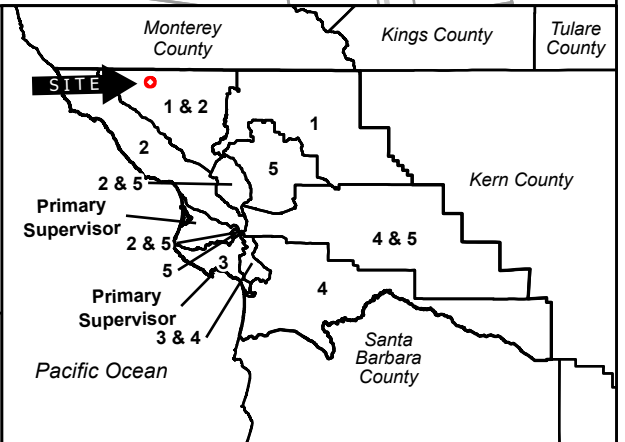 Monterey
County
Kings County
Tulare
County
SITE
1 & 2
1
2
5
2 & 5
Kern County
Primary
Supervisor
2 & 5
4 & 5
5
3
Primary
Supervisor
4
3 & 4
Santa
Barbara
County
Pacific Ocean